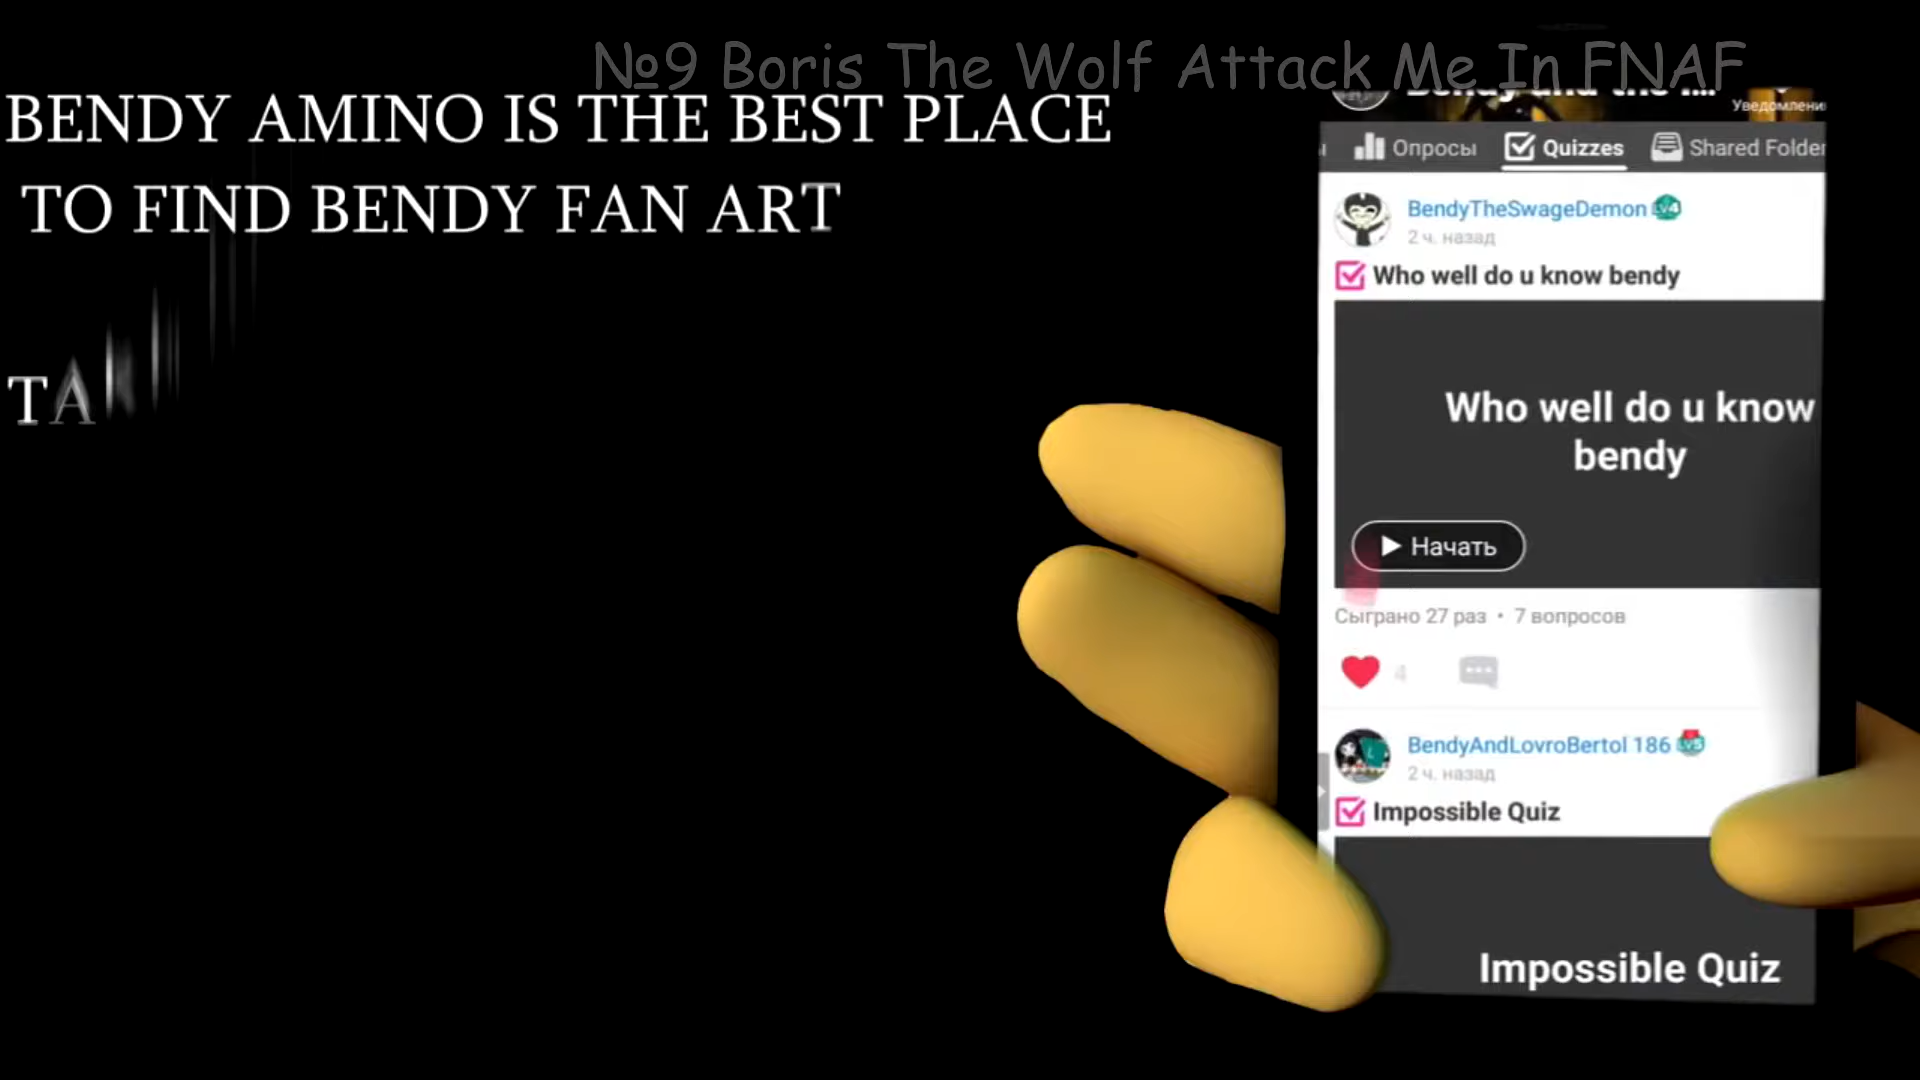 №9 Boris The Wolf Attack Me In FNAF
BENDY AMINO IS THE BEST PLACE
TO FIND BENDY FAN ART
TAK
Уведомлени
Опросы
Quizzes
Shared Folder
BendyTheSwageDemon
2 ч. назад
Who well do u know bendy
Who well do u know
bendy
Начать
Сыграно 27 раз • 7 вопросов
4
BendyAndLovroBertol 186
2 ч. назад
Impossible Quiz
Impossible Quiz